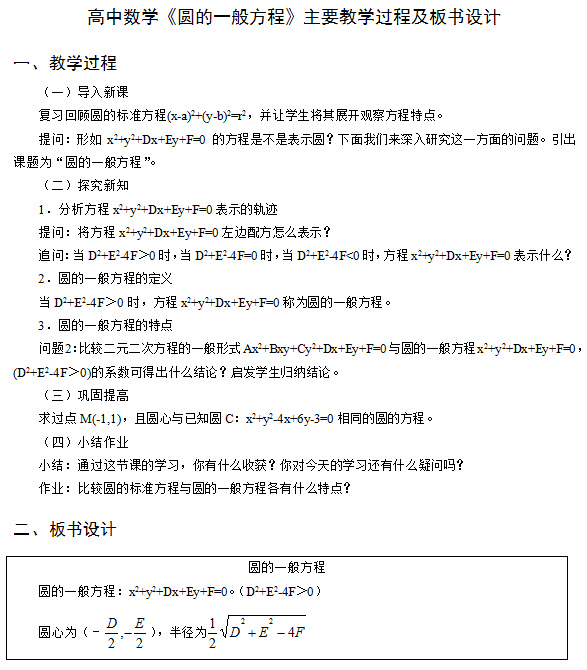 高中数学《圆的一般方程》主要教学过程及板书设计
一、教学过程
（一）导入新课
复习回顾圆的标准方程(x-a)²+(y-b)²=r²，并让学生将其展开观察方程特点。
提问：形如 x²+y²+Dx+Ey+F=0 的方程是不是表示圆？下面我们来深入研究这一方面的问题。引出
课题为“圆的一般方程”。
（二）探究新知
1．分析方程 x²+y²+Dx+Ey+F=0 表示的轨迹
提问：将方程 x²+y²+Dx+Ey+F=0 左边配方怎么表示？
追问：当 D²+E²-4F＞0 时，当 D²+E²-4F=0 时，当 D²+E²-4F<0 时，方程 x²+y²+Dx+Ey+F=0 表示什么？
2．圆的一般方程的定义
当 D²+E²-4F＞0 时，方程 x²+y²+Dx+Ey+F=0 称为圆的一般方程。
3．圆的一般方程的特点
问题2：比较二元二次方程的一般形式 Ax²+Bxy+Cy²+Dx+Ey+F=0 与圆的一般方程 x²+y²+Dx+Ey+F=0，
(D²+E²-4F＞0)的系数可得出什么结论？启发学生归纳结论。
（三）巩固提高
求过点 M(-1,1)，且圆心与已知圆 C：x²+y²-4x+6y-3=0 相同的圆的方程。
（四）小结作业
小结：通过这节课的学习，你有什么收获？你对今天的学习还有什么疑问吗？
作业：比较圆的标准方程与圆的一般方程各有什么特点？
二、板书设计
圆的一般方程
圆的一般方程：x²+y²+Dx+Ey+F=0。（D²+E²-4F＞0）
圆心为（-D/2,-E/2），半径为1/2√(D²+E²-4F)